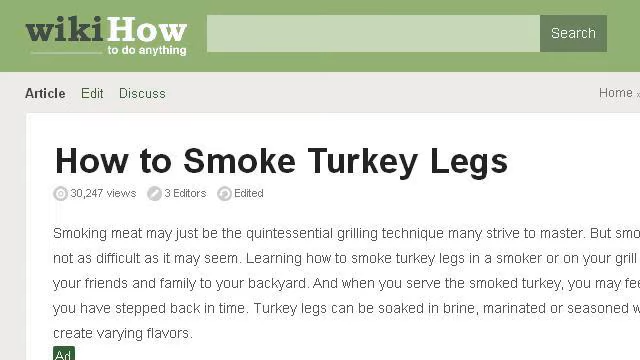 wikiHow
to do anything
Search
Article Edit Discuss
Home
How to Smoke Turkey Legs
30,247 views 3 Editors Edited
Smoking meat may just be the quintessential grilling technique many strive to master. But smo
not as difficult as it may seem. Learning how to smoke turkey legs in a smoker or on your grill
your friends and family to your backyard. And when you serve the smoked turkey, you may fee
you have stepped back in time. Turkey legs can be soaked in brine, marinated or seasoned w
create varying flavors.
Ad